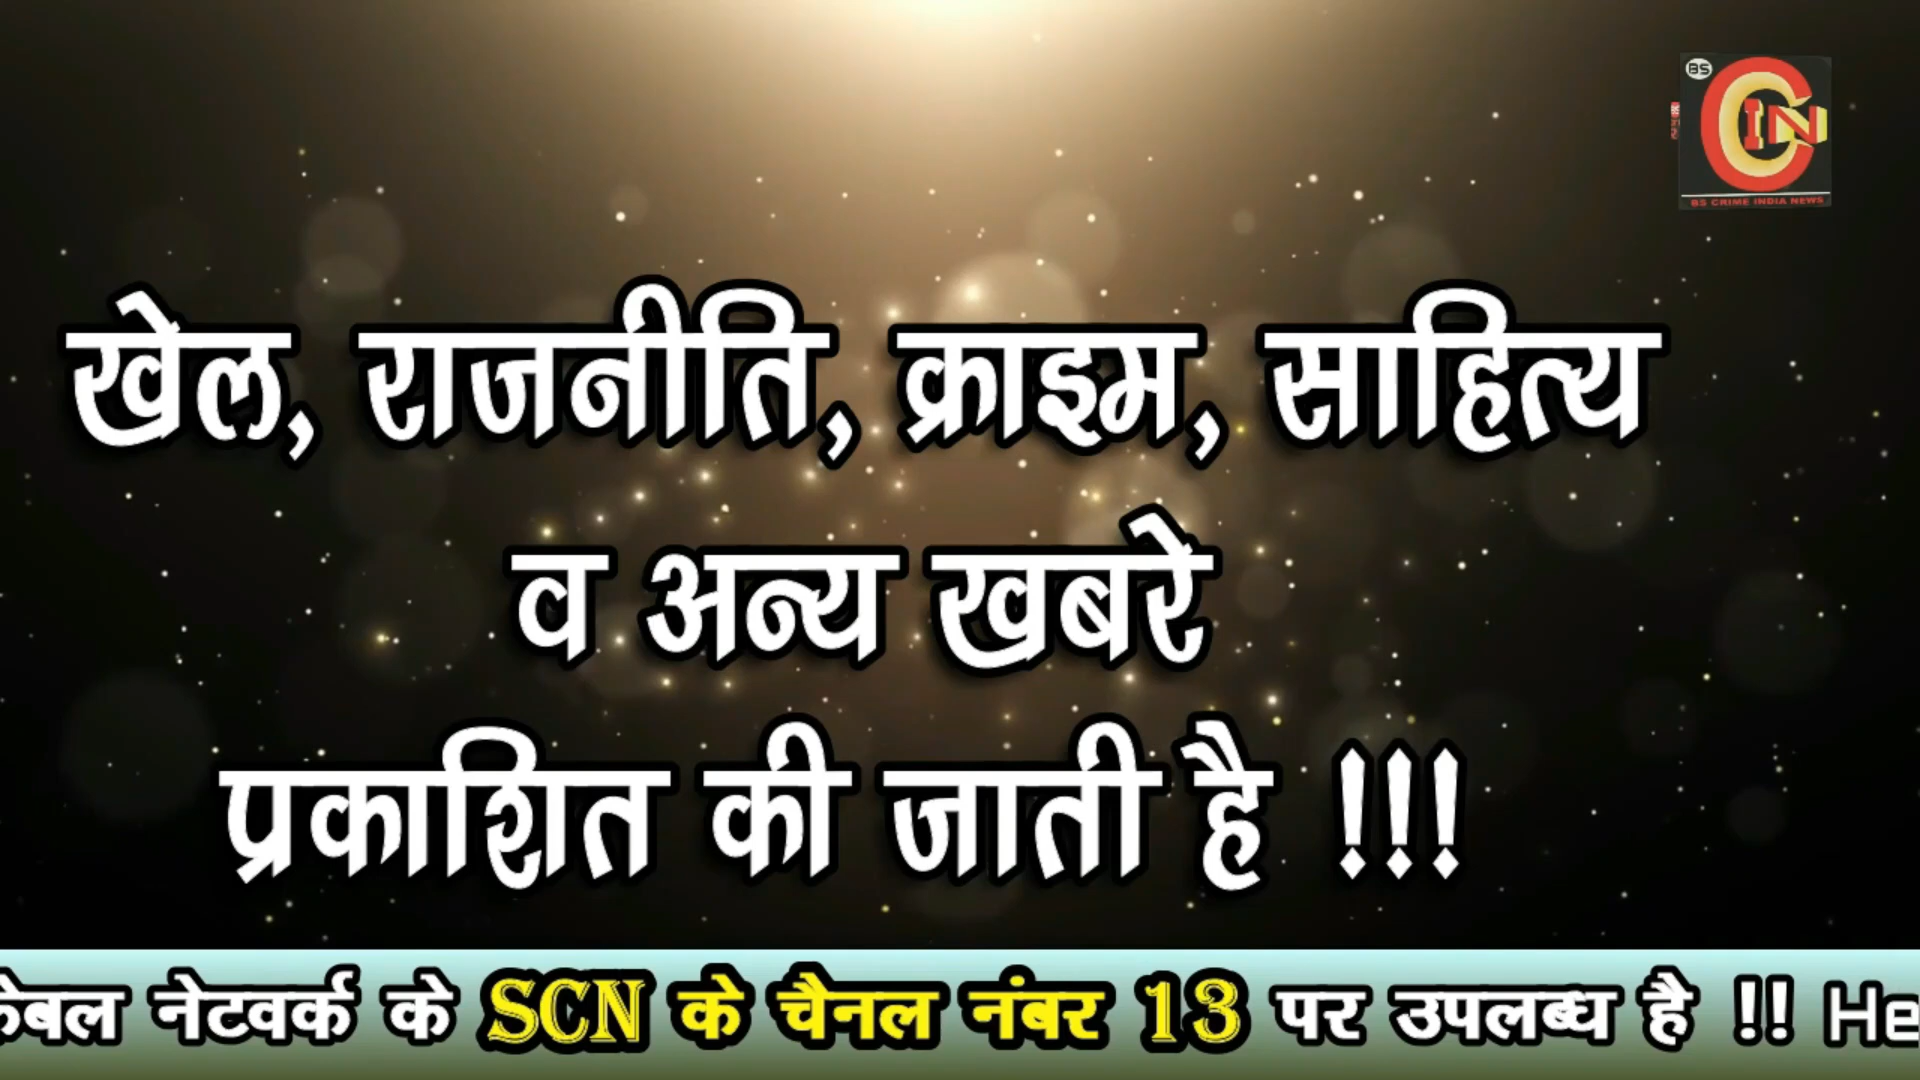 BS
CIN
BS CRIME INDIA NEWS
खेल, राजनीति, क्राइम, साहित्य
व अन्य खबरे
प्रकाशित की जाती है !!!
केबल नेटवर्क के SCN के चैनल नंबर 13 पर उपलब्ध है !! He